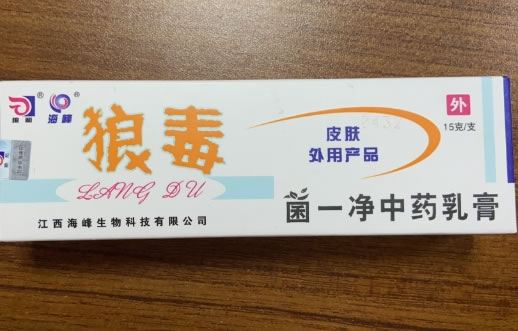 海峰
外
狼毒
皮肤
外用产品
15克/支
LANG DU
菌一净中药乳膏
江西海峰生物科技有限公司